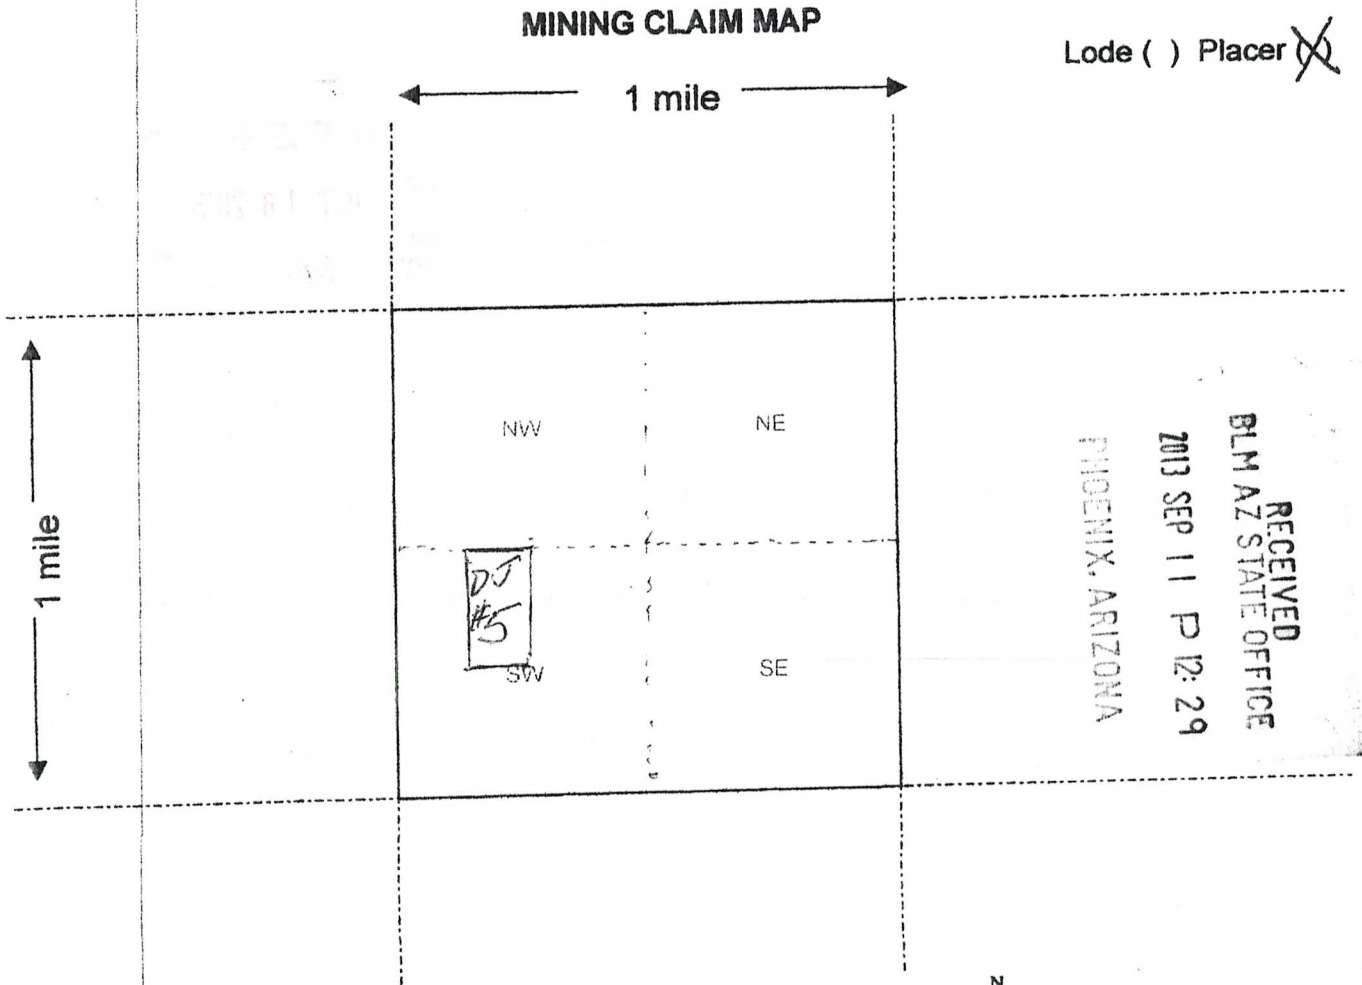 MINING CLAIM MAP
Lode ( ) Placer (X)
1 mile
NW
NE
1 mile
DJ
#5
SW
SE
RECEIVED
BLM AZ STATE OFFICE
2013 SEP 11 P 12:29
PHOENIX, ARIZONA
N